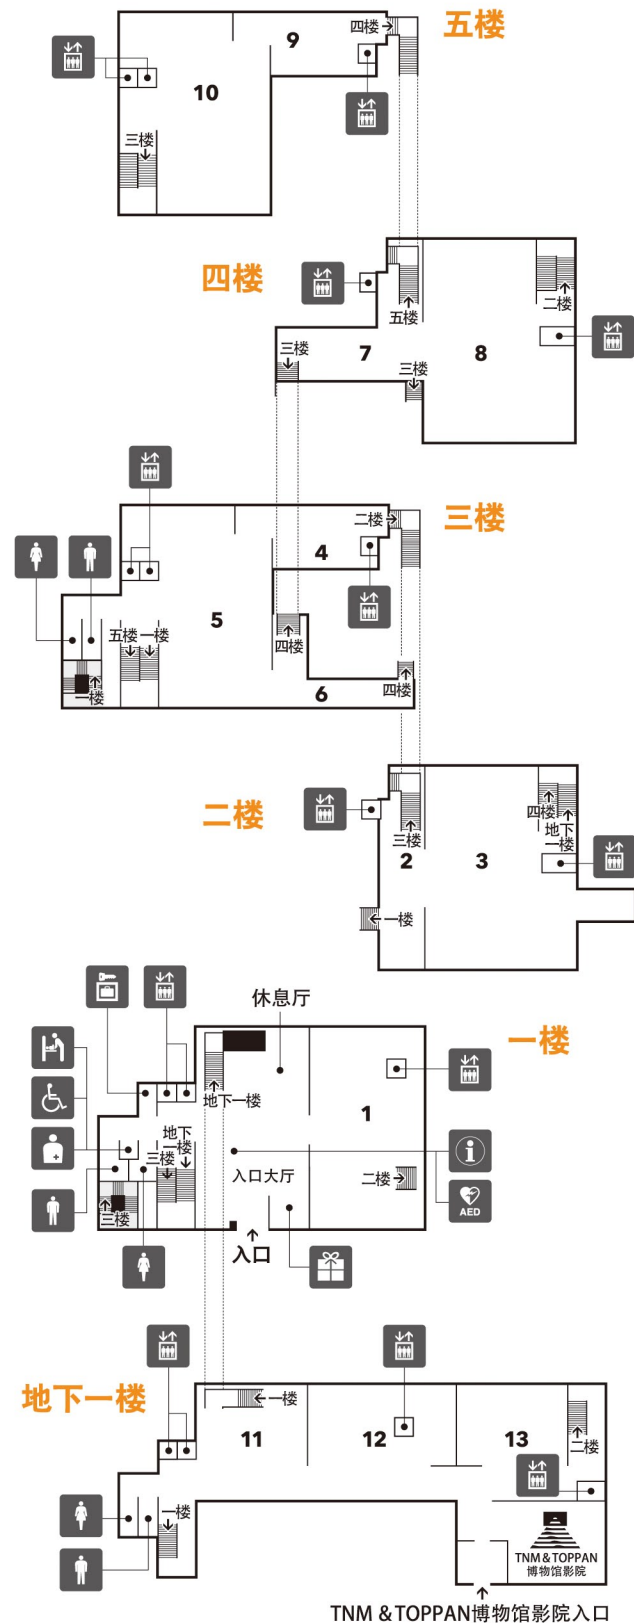 五楼
9
四楼
10
三楼
四楼
五楼
二楼
7
8
三楼
三楼
三楼
二楼
4
5
五楼
一楼
四楼
一楼
6
四楼
二楼
三楼
四楼
地下
一楼
2
3
一楼
休息厅
一楼
地下一楼
1
地下
一楼
三楼
入口大厅
二楼
三楼
AED
入口
地下一楼
一楼
11
12
13
二楼
一楼
TNM & TOPPAN
博物馆影院
TNM & TOPPAN博物馆影院入口